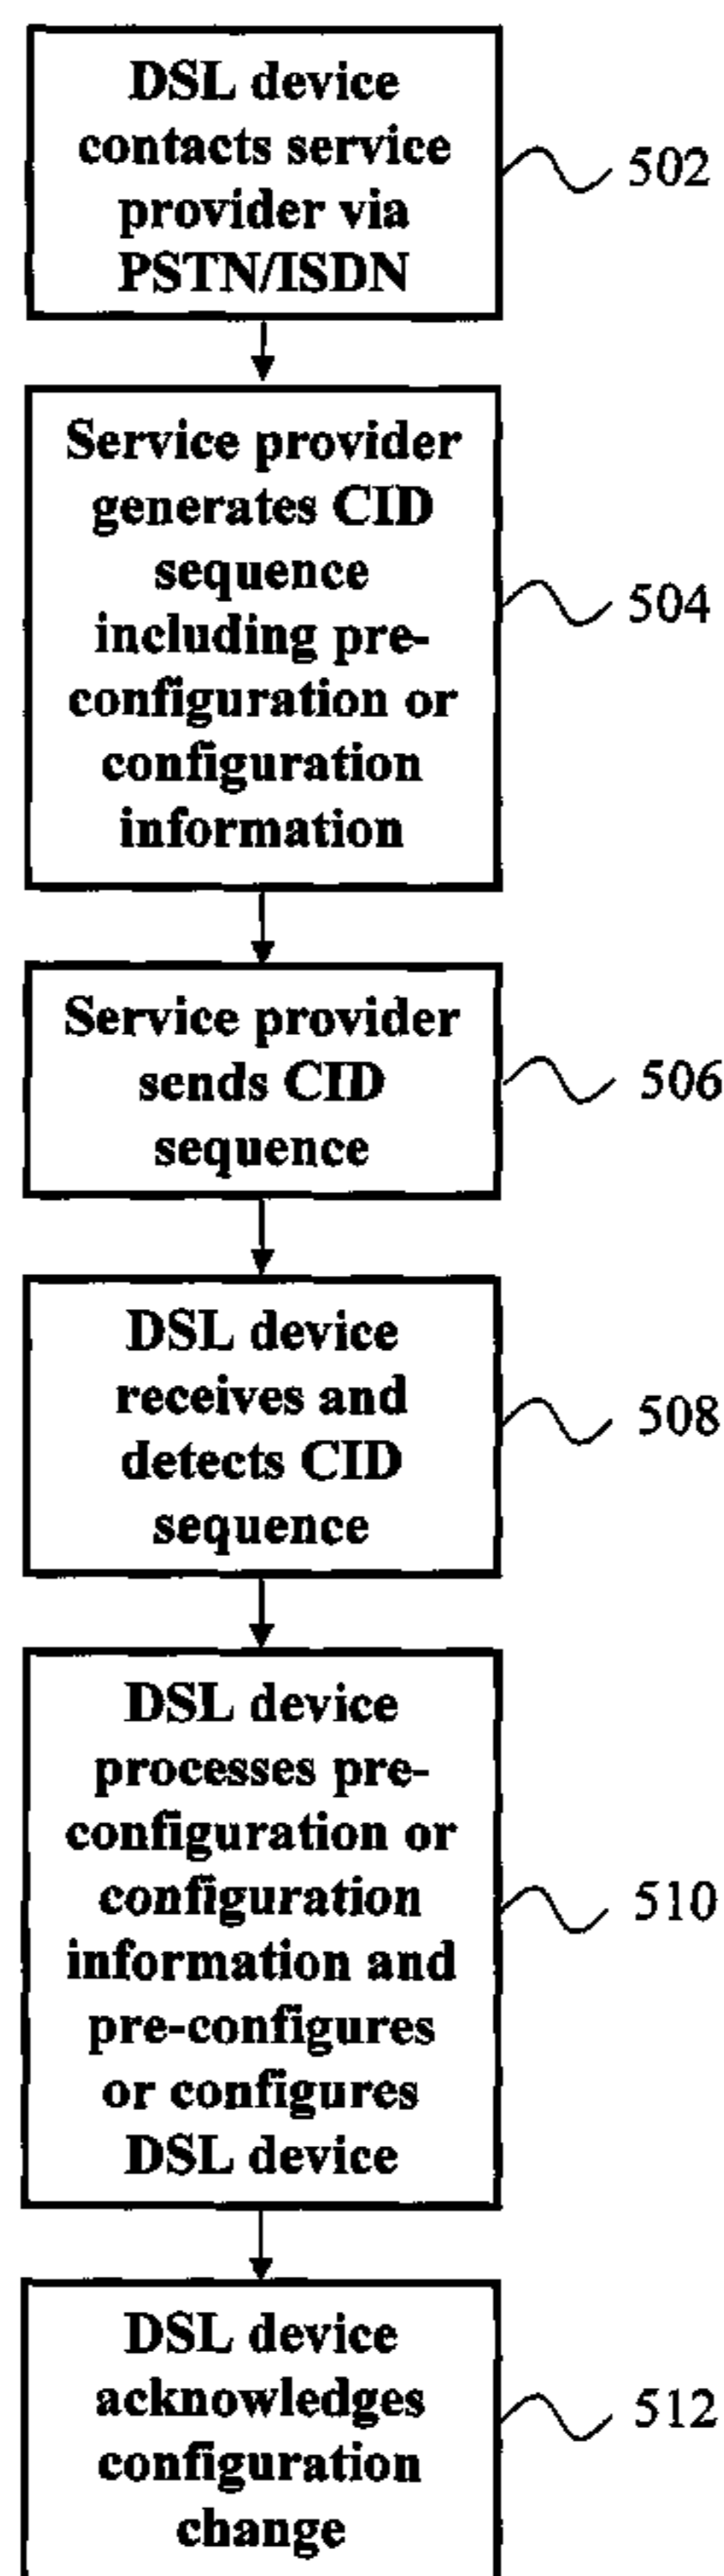 DSL device
contacts service
provider via
PSTN/ISDN
502
Service provider
generates CID
sequence
including pre-
configuration or
configuration
information
504
Service provider
sends CID
sequence
506
DSL device
receives and
detects CID
sequence
508
DSL device
processes pre-
configuration or
configuration
information and
pre-configures
or configures
DSL device
510
DSL device
acknowledges
configuration
change
512